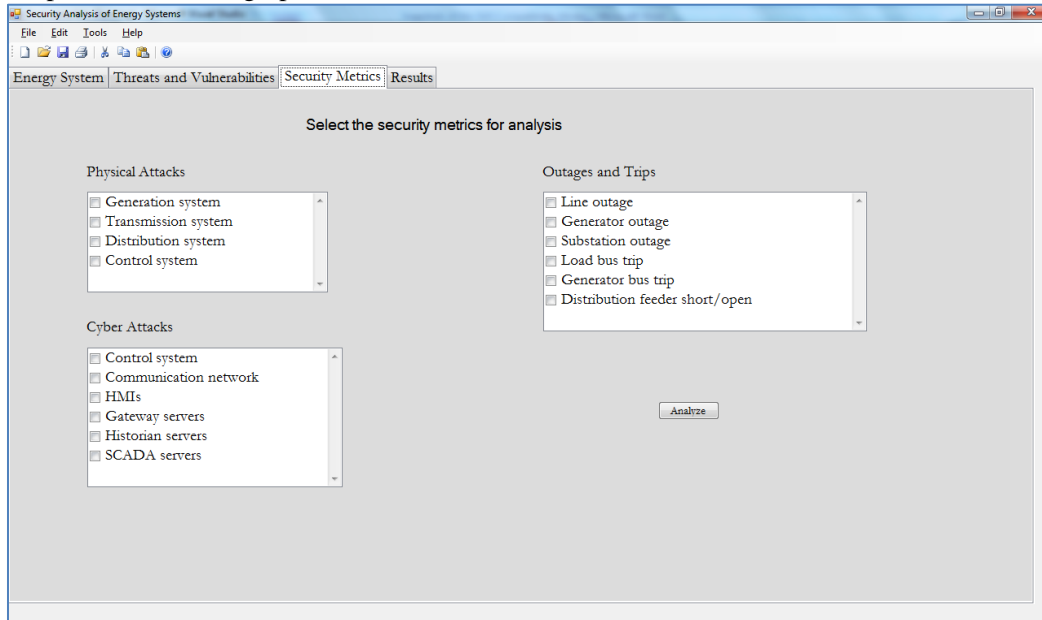 Security Analysis of Energy Systems
File Edit Tools Help
Energy System Threats and Vulnerabilities Security Metrics Results
Select the security metrics for analysis
Physical Attacks
Generation system
Transmission system
Distribution system
Control system
Cyber Attacks
Control system
Communication network
HMIs
Gateway servers
Historian servers
SCADA servers
Outages and Trips
Line outage
Generator outage
Substation outage
Load bus trip
Generator bus trip
Distribution feeder short/open
Analyze